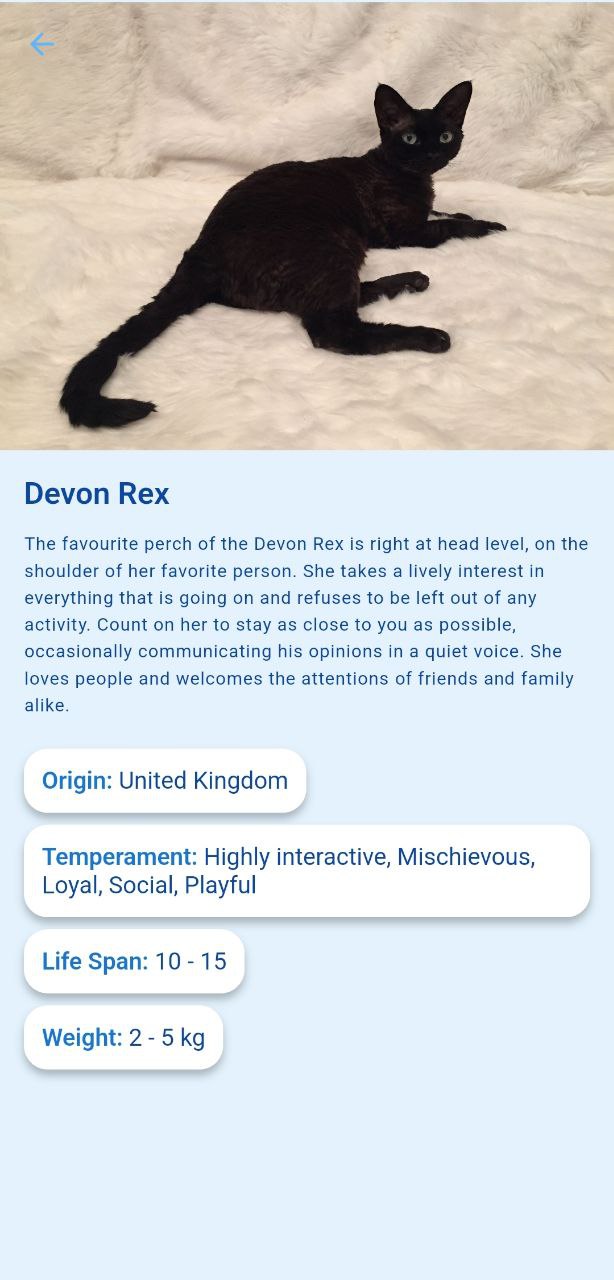 Devon Rex
The favourite perch of the Devon Rex is right at head level, on the
shoulder of her favorite person. She takes a lively interest in
everything that is going on and refuses to be left out of any
activity. Count on her to stay as close to you as possible,
occasionally communicating his opinions in a quiet voice. She
loves people and welcomes the attentions of friends and family
alike.
Origin: United Kingdom
Temperament: Highly interactive, Mischievous,
Loyal, Social, Playful
Life Span: 10 - 15
Weight: 2 - 5 kg